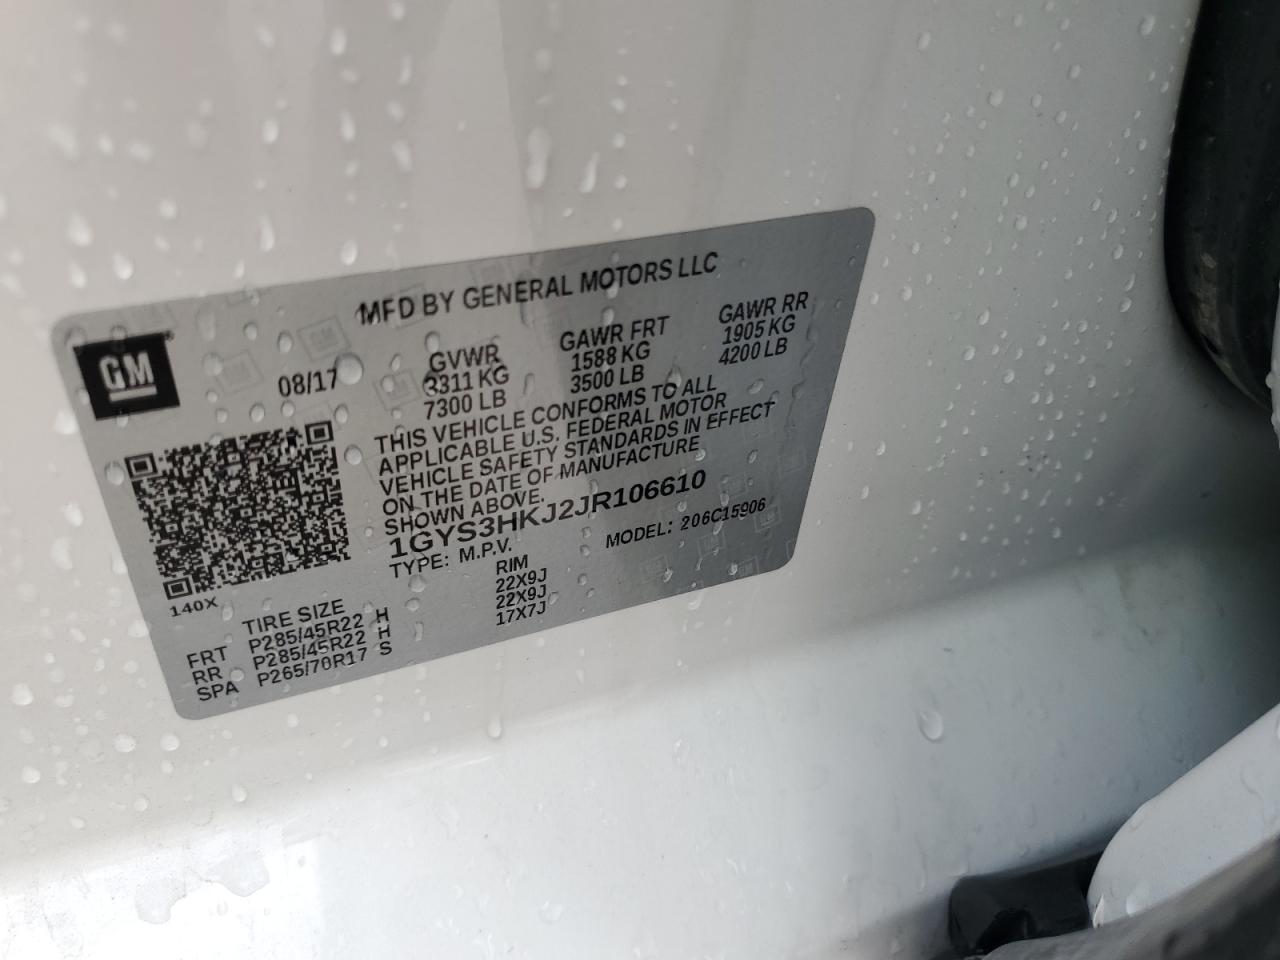 MFD BY GENERAL MOTORS LLC
GM
08/17
GVWR
3311 KG
7300 LB
GAWR FRT
1588 KG
3500 LB
GAWR RR
1905 KG
4200 LB
THIS VEHICLE CONFORMS TO ALL
APPLICABLE U.S. FEDERAL MOTOR
VEHICLE SAFETY STANDARDS IN EFFECT
ON THE DATE OF MANUFACTURE
SHOWN ABOVE.
1GYS3HKJ2JR106610
TYPE: M.P.V.
MODEL: 206C15906
140X
TIRE SIZE RIM
FRT P285/45R22 H 22X9J
RR P285/45R22 H 22X9J
SPA P265/70R17 S 17X7J